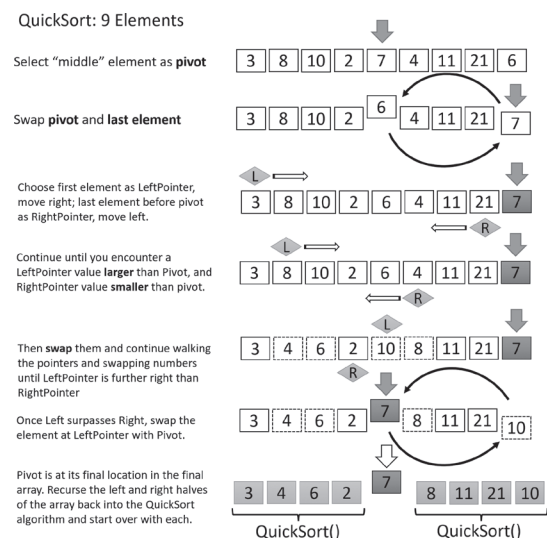 QuickSort: 9 Elements
Select “middle” element as pivot
3 8 10 2 7 4 11 21 6
Swap pivot and last element
3 8 10 2 6 4 11 21 7
L
Choose first element as LeftPointer,
move right; last element before pivot
as RightPointer, move left.
3 8 10 2 6 4 11 21 7
R
L
Continue until you encounter a
LeftPointer value larger than Pivot, and
RightPointer value smaller than pivot.
3 8 10 2 6 4 11 21 7
R
L
Then swap them and continue walking
the pointers and swapping numbers
until LeftPointer is further right than
RightPointer
3 4 6 2 10 8 11 21 7
R
Once Left surpasses Right, swap the
element at LeftPointer with Pivot.
3 4 6 2 7 8 11 21 10
Pivot is at its final location in the final
array. Recurse the left and right halves
of the array back into the QuickSort
algorithm and start over with each.
3 4 6 2 7 8 11 21 10
QuickSort() QuickSort()